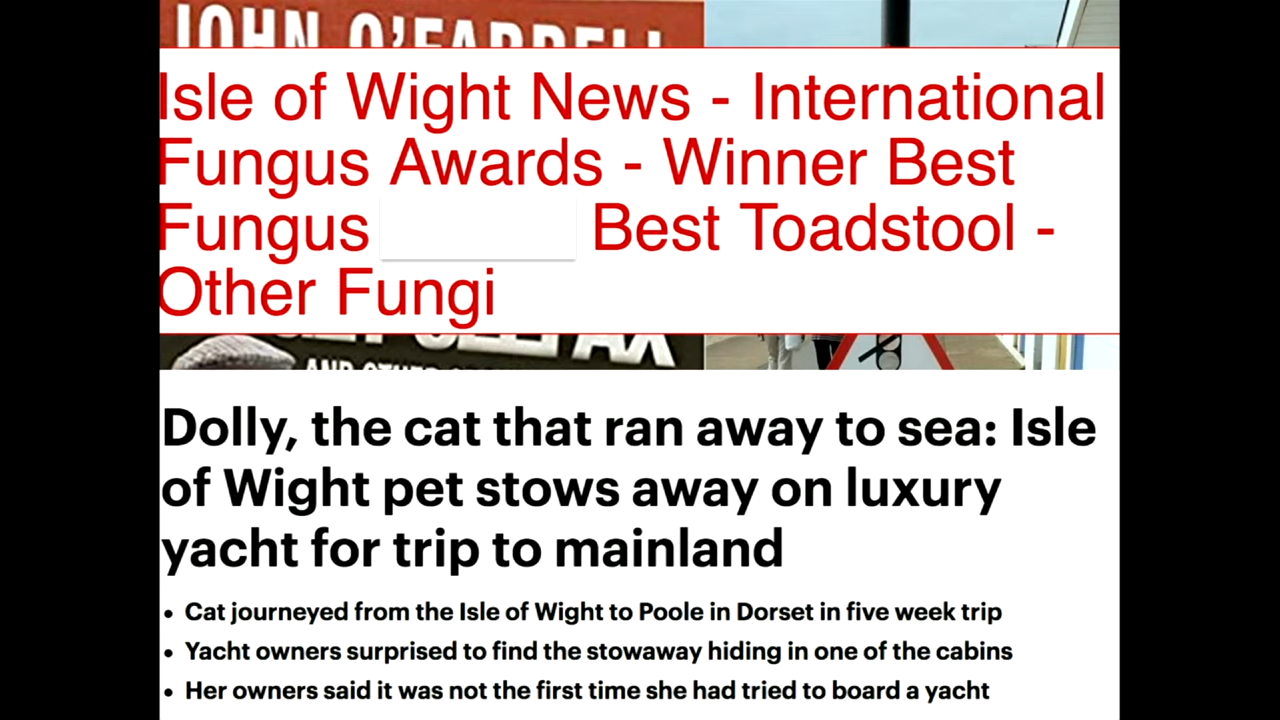 JOHN O'FARRELL
Isle of Wight News - International
Fungus Awards - Winner Best
Fungus Best Toadstool -
Other Fungi
AND OTHER
Dolly, the cat that ran away to sea: Isle
of Wight pet stows away on luxury
yacht for trip to mainland
• Cat journeyed from the Isle of Wight to Poole in Dorset in five week trip
• Yacht owners surprised to find the stowaway hiding in one of the cabins
• Her owners said it was not the first time she had tried to board a yacht